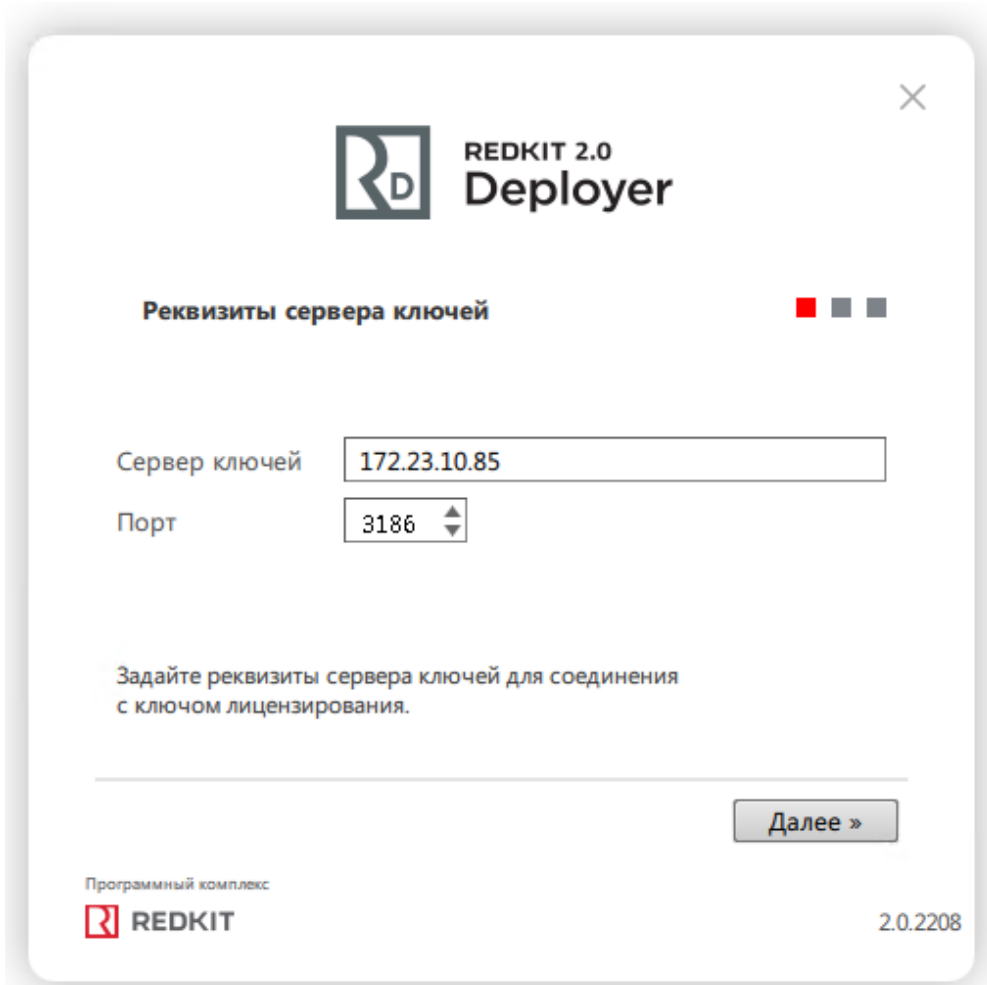 REDKIT 2.0
RD Deployer
Реквизиты сервера ключей
Сервер ключей 172.23.10.85
Порт 3186
Задайте реквизиты сервера ключей для соединения
с ключом лицензирования.
Далее »
Программный комплекс
REDKIT
2.0.2208